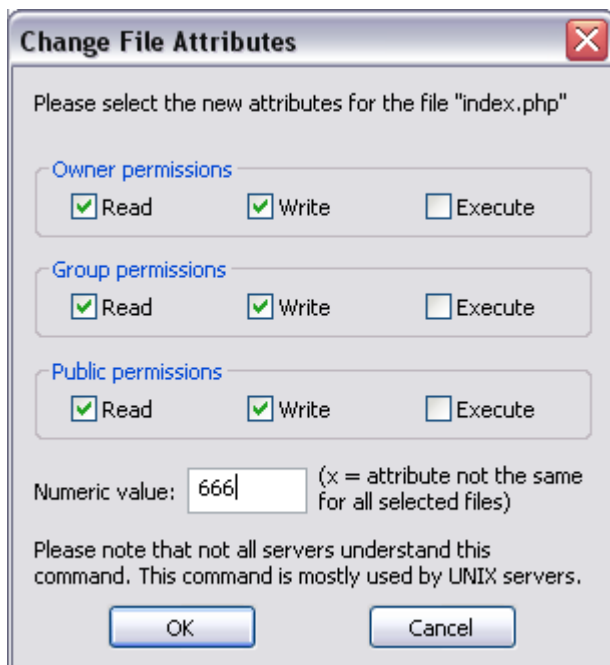 Change File Attributes
Please select the new attributes for the file "index.php"
Owner permissions
Read Write Execute
Group permissions
Read Write Execute
Public permissions
Read Write Execute
Numeric value: 666 (x = attribute not the same
for all selected files)
Please note that not all servers understand this
command. This command is mostly used by UNIX servers.
OK Cancel